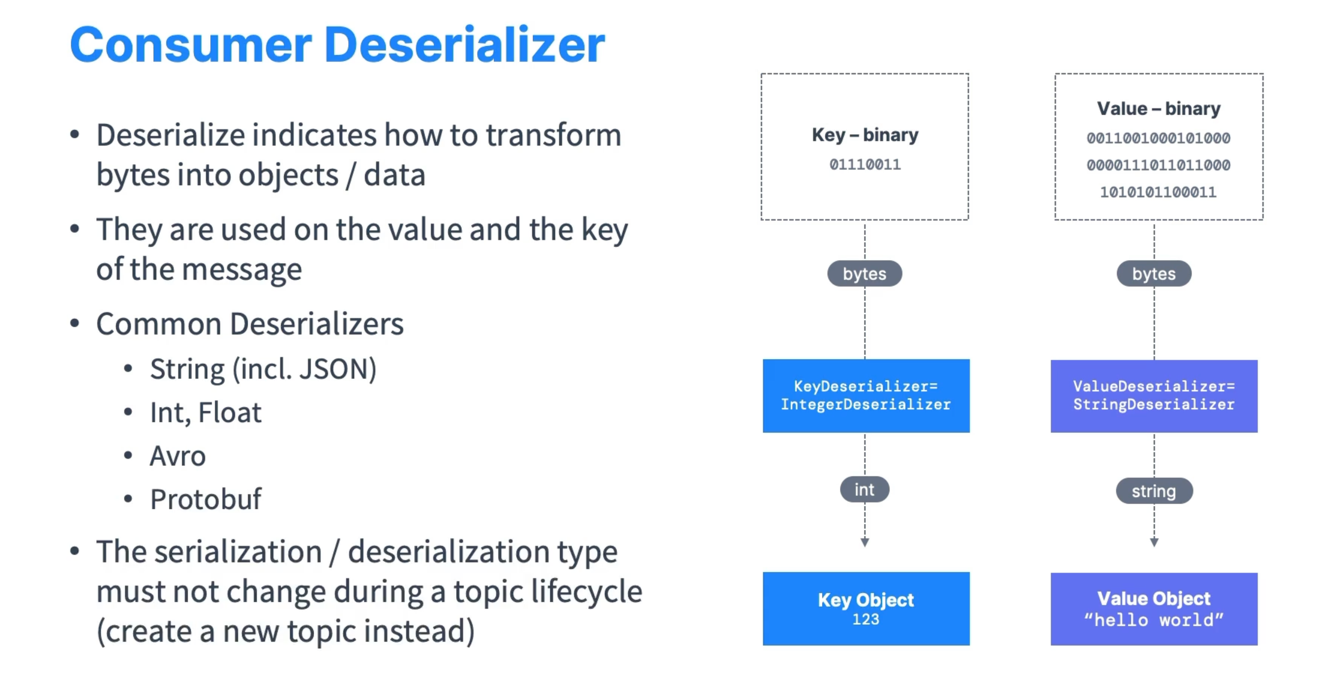 Consumer Deserializer
• Deserialize indicates how to transform
bytes into objects / data
• They are used on the value and the key
of the message
• Common Deserializers
• String (incl. JSON)
• Int, Float
• Avro
• Protobuf
• The serialization / deserialization type
must not change during a topic lifecycle
(create a new topic instead)
Key – binary
01110011
bytes
KeyDeserializer=
IntegerDeserializer
int
Key Object
123
Value – binary
0011001000101000
0000111011011000
1010101100011
bytes
ValueDeserializer=
StringDeserializer
string
Value Object
“hello world”